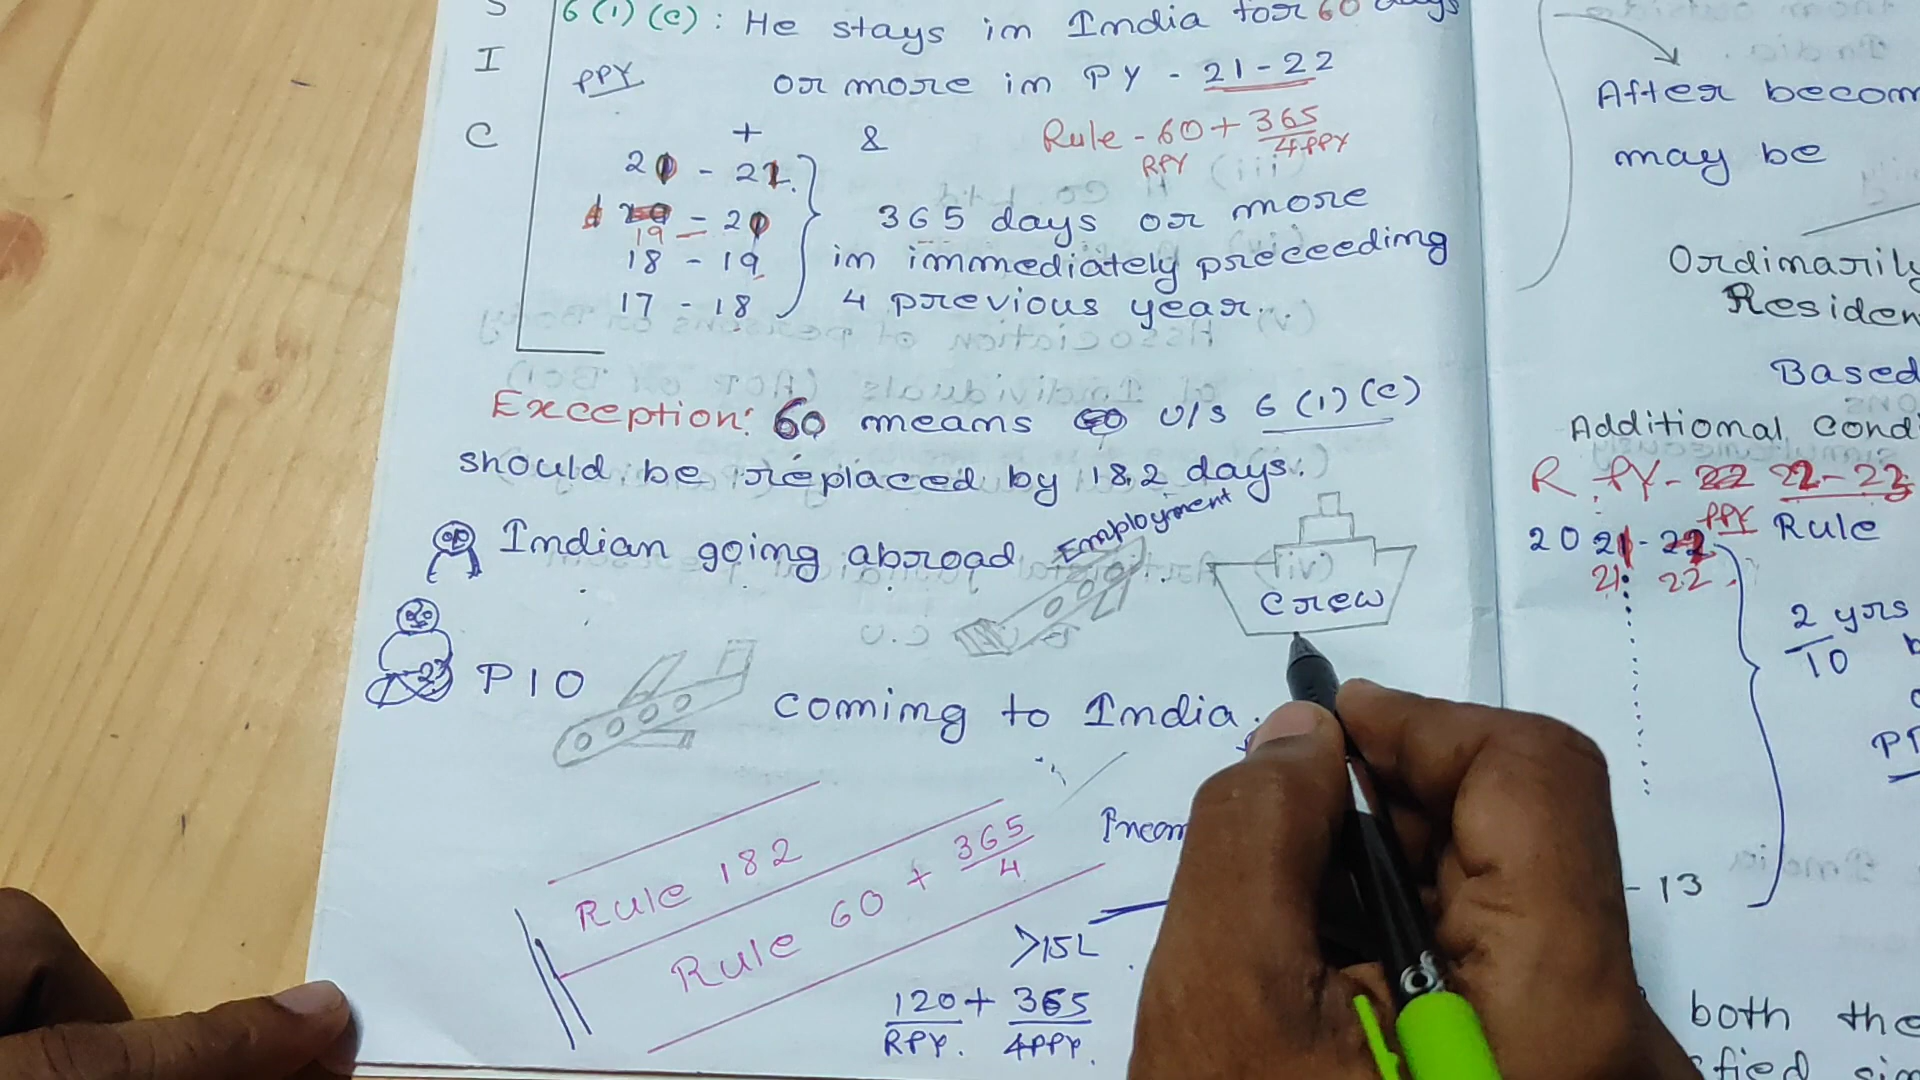 S
I
C
6 (1) (c) : He stays in India for 60 days
PPY
or more in PY - 21-22
+ &
Rule - 60 + 365
4PPY
RPY
20 - 21.
19 - 20
18 - 19
17 - 18
365 days or more
in immediately preceeding
4 previous year.
Exception: 60 means 60 u/s 6 (1) (c)
should be replaced by 182 days.
Indian going abroad
Employment
Crew
PIO
coming to India.
Rule 182
Rule 60 + 365
4
>15L
120 + 365
RPY. 4PPY.
After
may be
Ordinarily
Based
Additional
R PY - 22-23
PPY Rule
20 21 - 22
21 22
2 yrs
10
- 13
both the